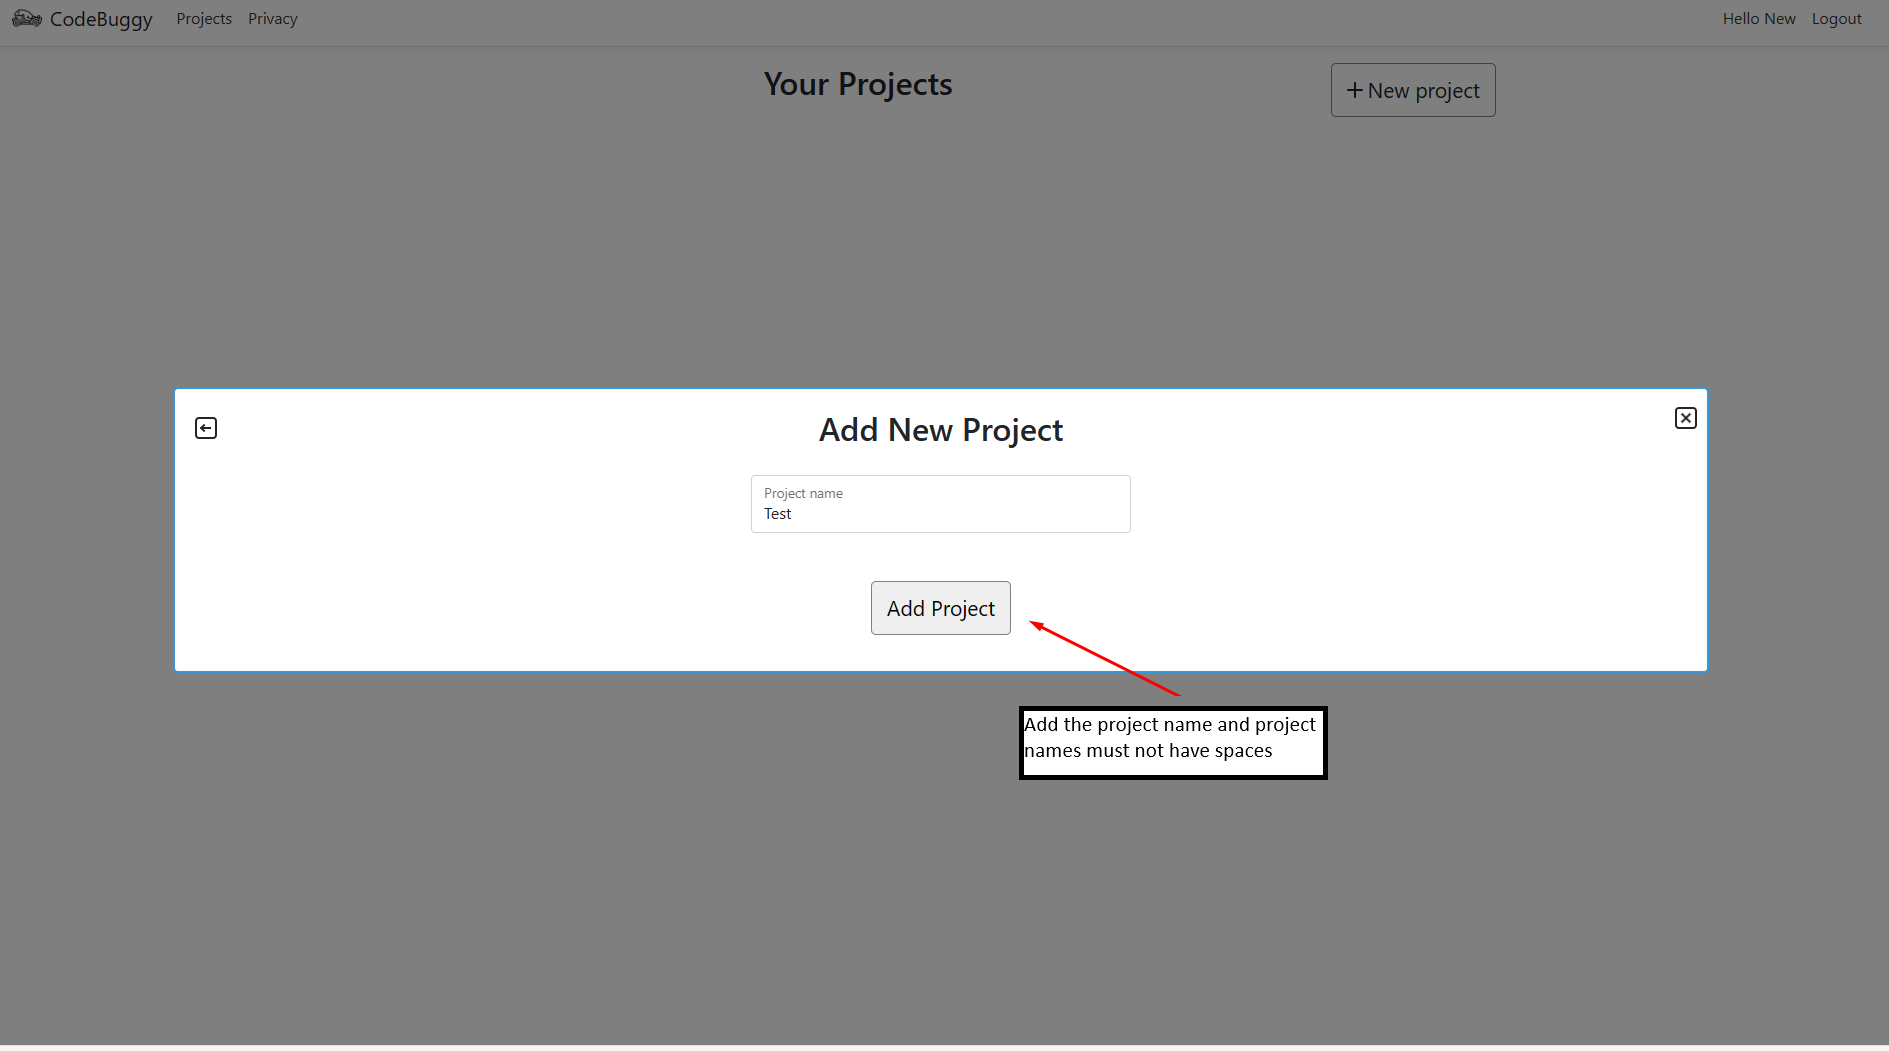 CodeBuggy Projects Privacy Hello New Logout
Your Projects
New project
Add New Project
Project name
Test
Add Project
Add the project name and project
names must not have spaces